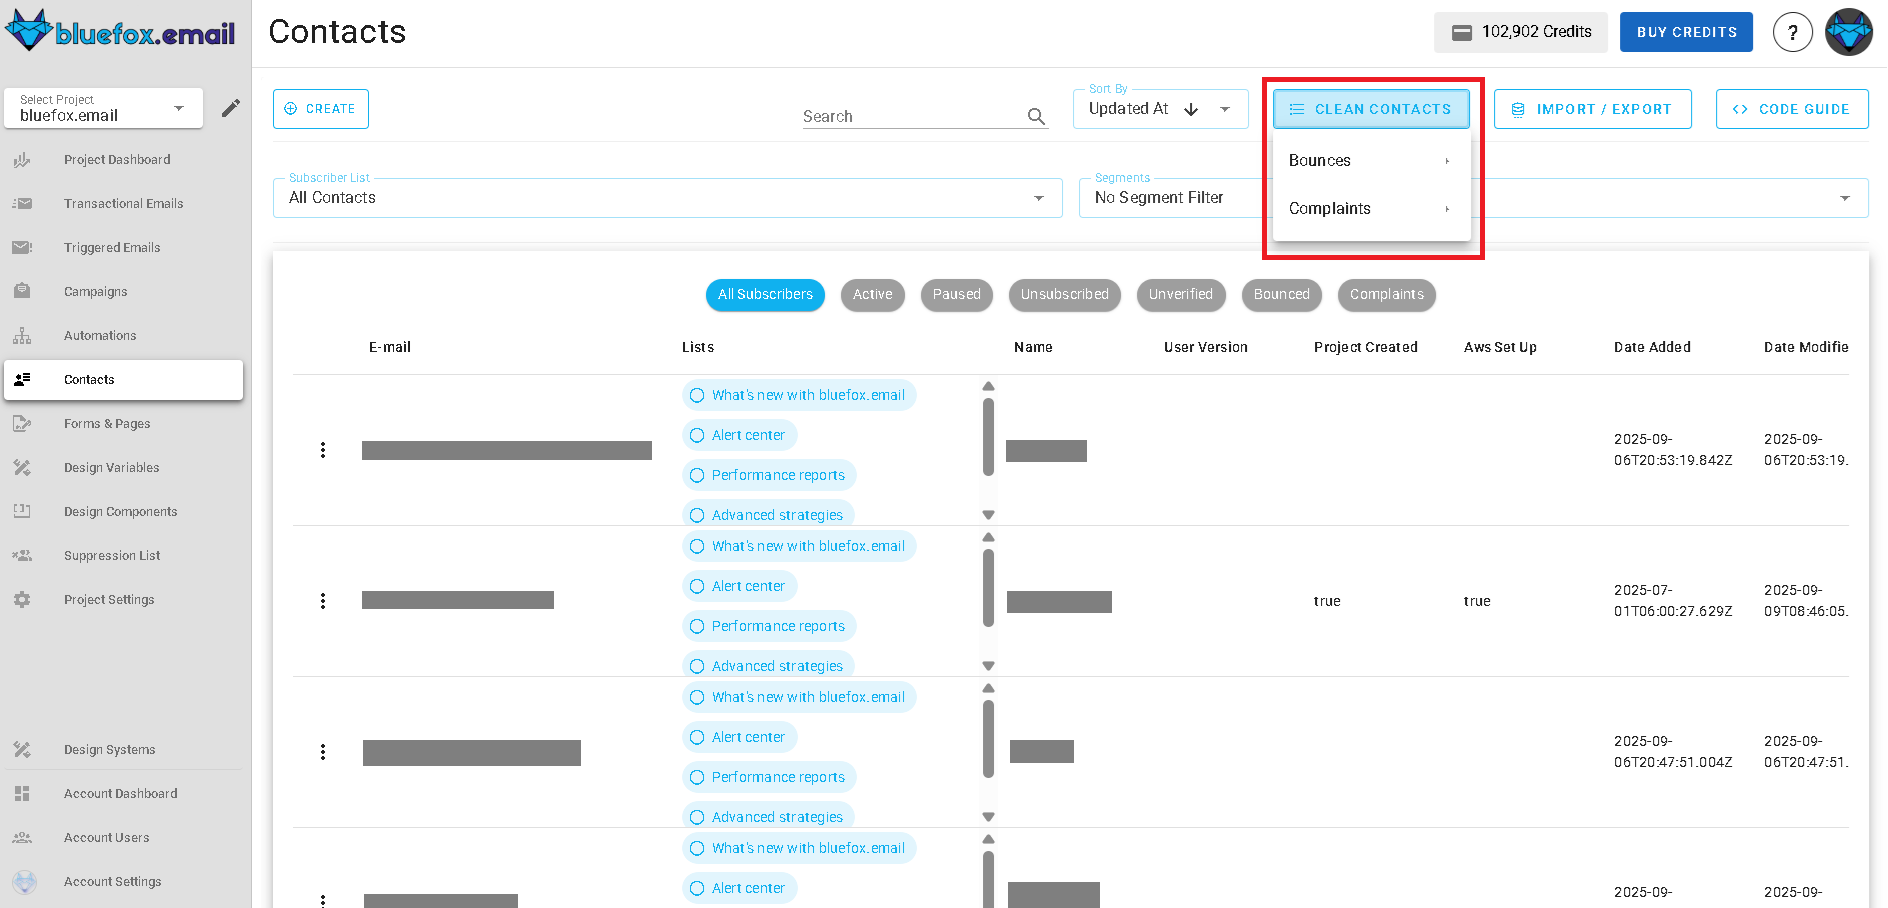 bluefox.email
Contacts
102,902 Credits
BUY CREDITS
?
Select Project
bluefox.email
Project Dashboard
Transactional Emails
Triggered Emails
Campaigns
Automations
Contacts
Forms & Pages
Design Variables
Design Components
Suppression List
Project Settings
Design Systems
Account Dashboard
Account Users
Account Settings
CREATE
Search
Sort By
Updated At
CLEAN CONTACTS
IMPORT / EXPORT
CODE GUIDE
Bounces
Complaints
Subscriber List
All Contacts
Segments
No Segment Filter
All Subscribers
Active
Paused
Unsubscribed
Unverified
Bounced
Complaints
E-mail
Lists
Name
User Version
Project Created
Aws Set Up
Date Added
Date Modifie
What's new with bluefox.email
Alert center
Performance reports
Advanced strategies
2025-09-
06T20:53:19.842Z
2025-09-
06T20:53:19.
What's new with bluefox.email
Alert center
Performance reports
Advanced strategies
true
true
2025-07-
01T06:00:27.629Z
2025-09-
09T08:46:05.
What's new with bluefox.email
Alert center
Performance reports
Advanced strategies
2025-09-
06T20:47:51.004Z
2025-09-
06T20:47:51.
What's new with bluefox.email
Alert center
2025-09-
2025-09-